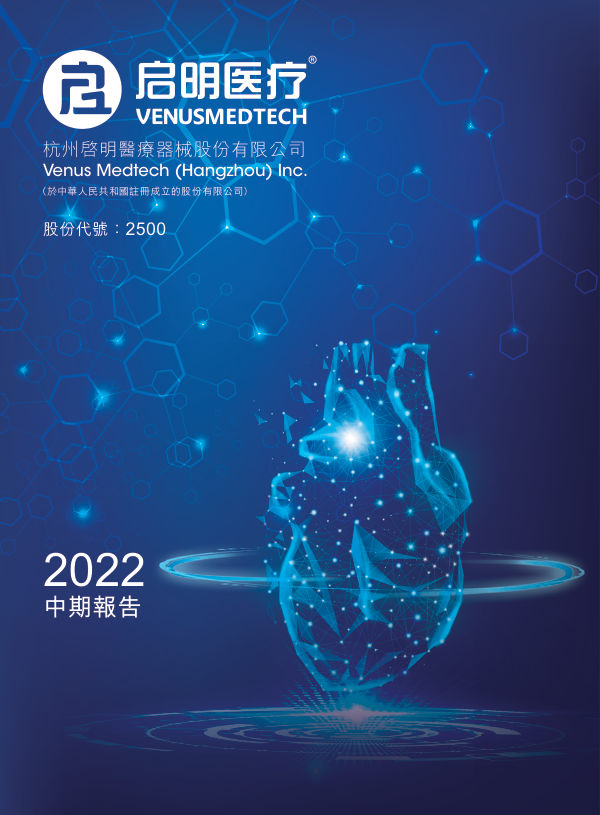 启明医疗®
VENUSMEDTECH
杭州啓明醫療器械股份有限公司
Venus Medtech (Hangzhou) Inc.
（於中華人民共和國註冊成立的股份有限公司）
股份代號：2500
2022
中期報告